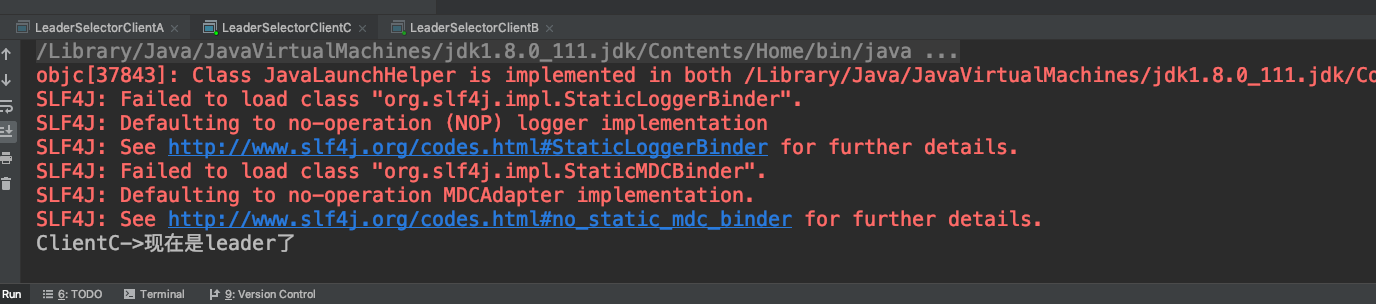 LeaderSelectorClientA × LeaderSelectorClientC × LeaderSelectorClientB ×
/Library/Java/JavaVirtualMachines/jdk1.8.0_111.jdk/Contents/Home/bin/java ...
objc[37843]: Class JavaLaunchHelper is implemented in both /Library/Java/JavaVirtualMachines/jdk1.8.0_111.jdk/Co
SLF4J: Failed to load class "org.slf4j.impl.StaticLoggerBinder".
SLF4J: Defaulting to no-operation (NOP) logger implementation
SLF4J: See http://www.slf4j.org/codes.html#StaticLoggerBinder for further details.
SLF4J: Failed to load class "org.slf4j.impl.StaticMDCBinder".
SLF4J: Defaulting to no-operation MDCAdapter implementation.
SLF4J: See http://www.slf4j.org/codes.html#no_static_mdc_binder for further details.
ClientC->现在是leader了
Run 6: TODO Terminal 9: Version Control